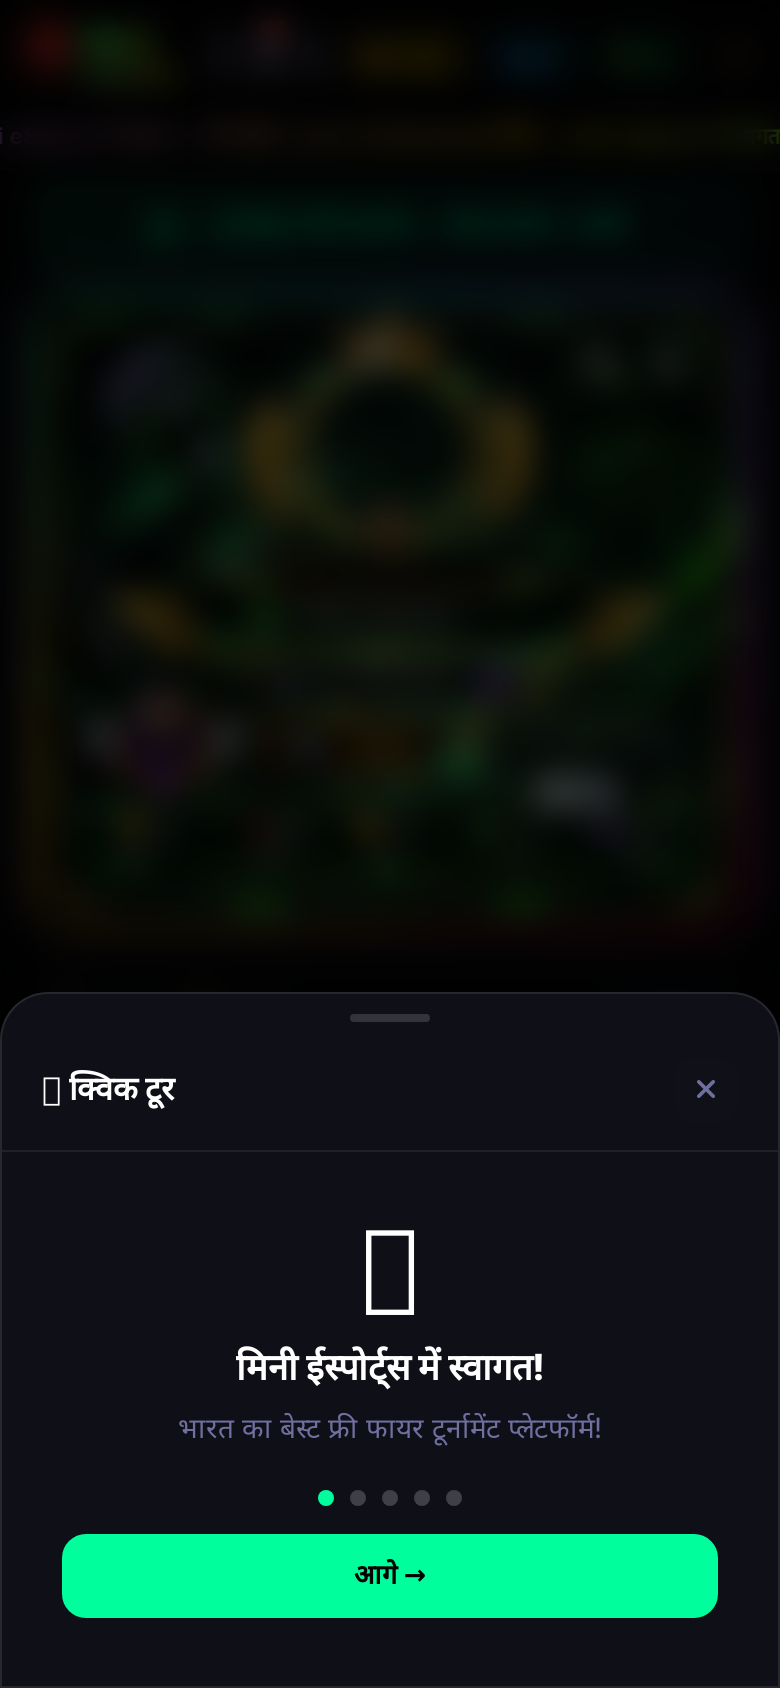 क्विक टूर
मिनी ईस्पोर्ट्स में स्वागत!
भारत का बेस्ट फ्री फायर टूर्नामेंट प्लेटफॉर्म!
आगे →